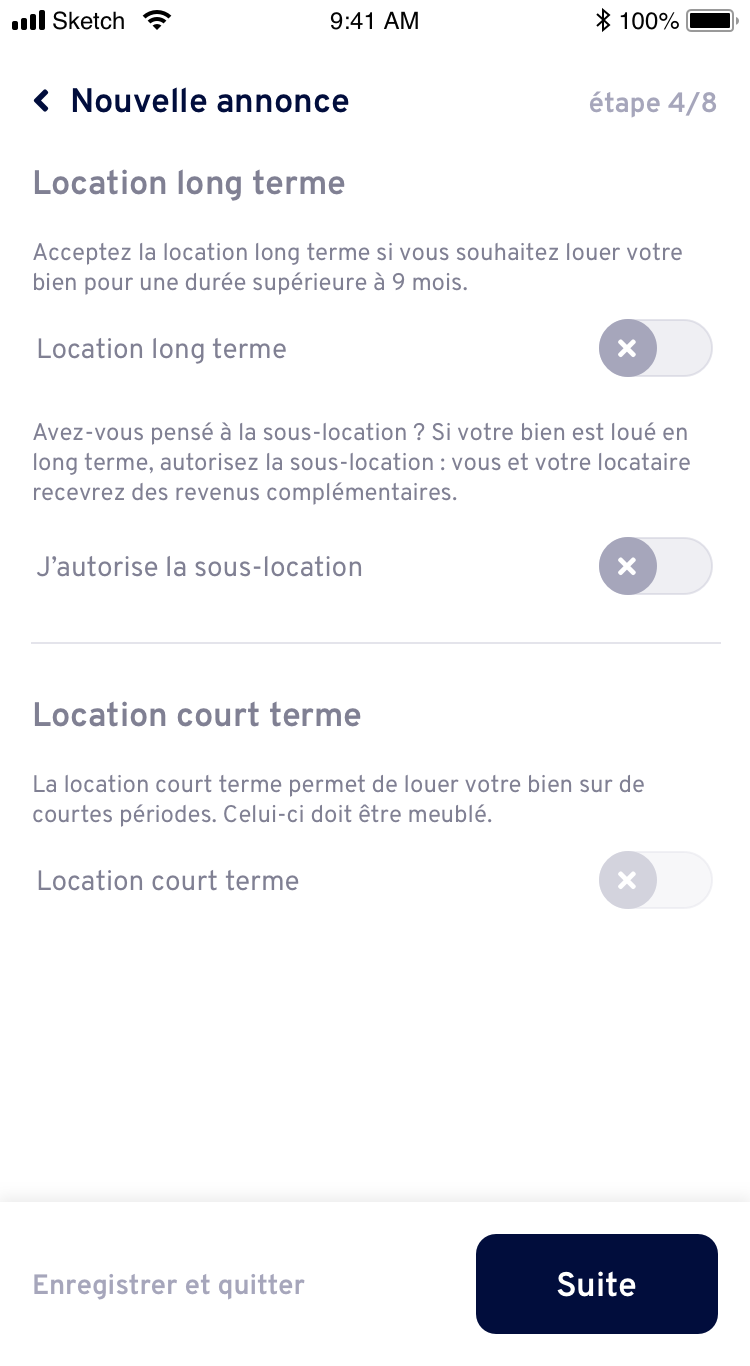 Sketch 9:41 AM 100%
Nouvelle annonce étape 4/8
Location long terme
Acceptez la location long terme si vous souhaitez louer votre
bien pour une durée supérieure à 9 mois.
Location long terme
Avez-vous pensé à la sous-location ? Si votre bien est loué en
long terme, autorisez la sous-location : vous et votre locataire
recevrez des revenus complémentaires.
J’autorise la sous-location
Location court terme
La location court terme permet de louer votre bien sur de
courtes périodes. Celui-ci doit être meublé.
Location court terme
Enregistrer et quitter Suite